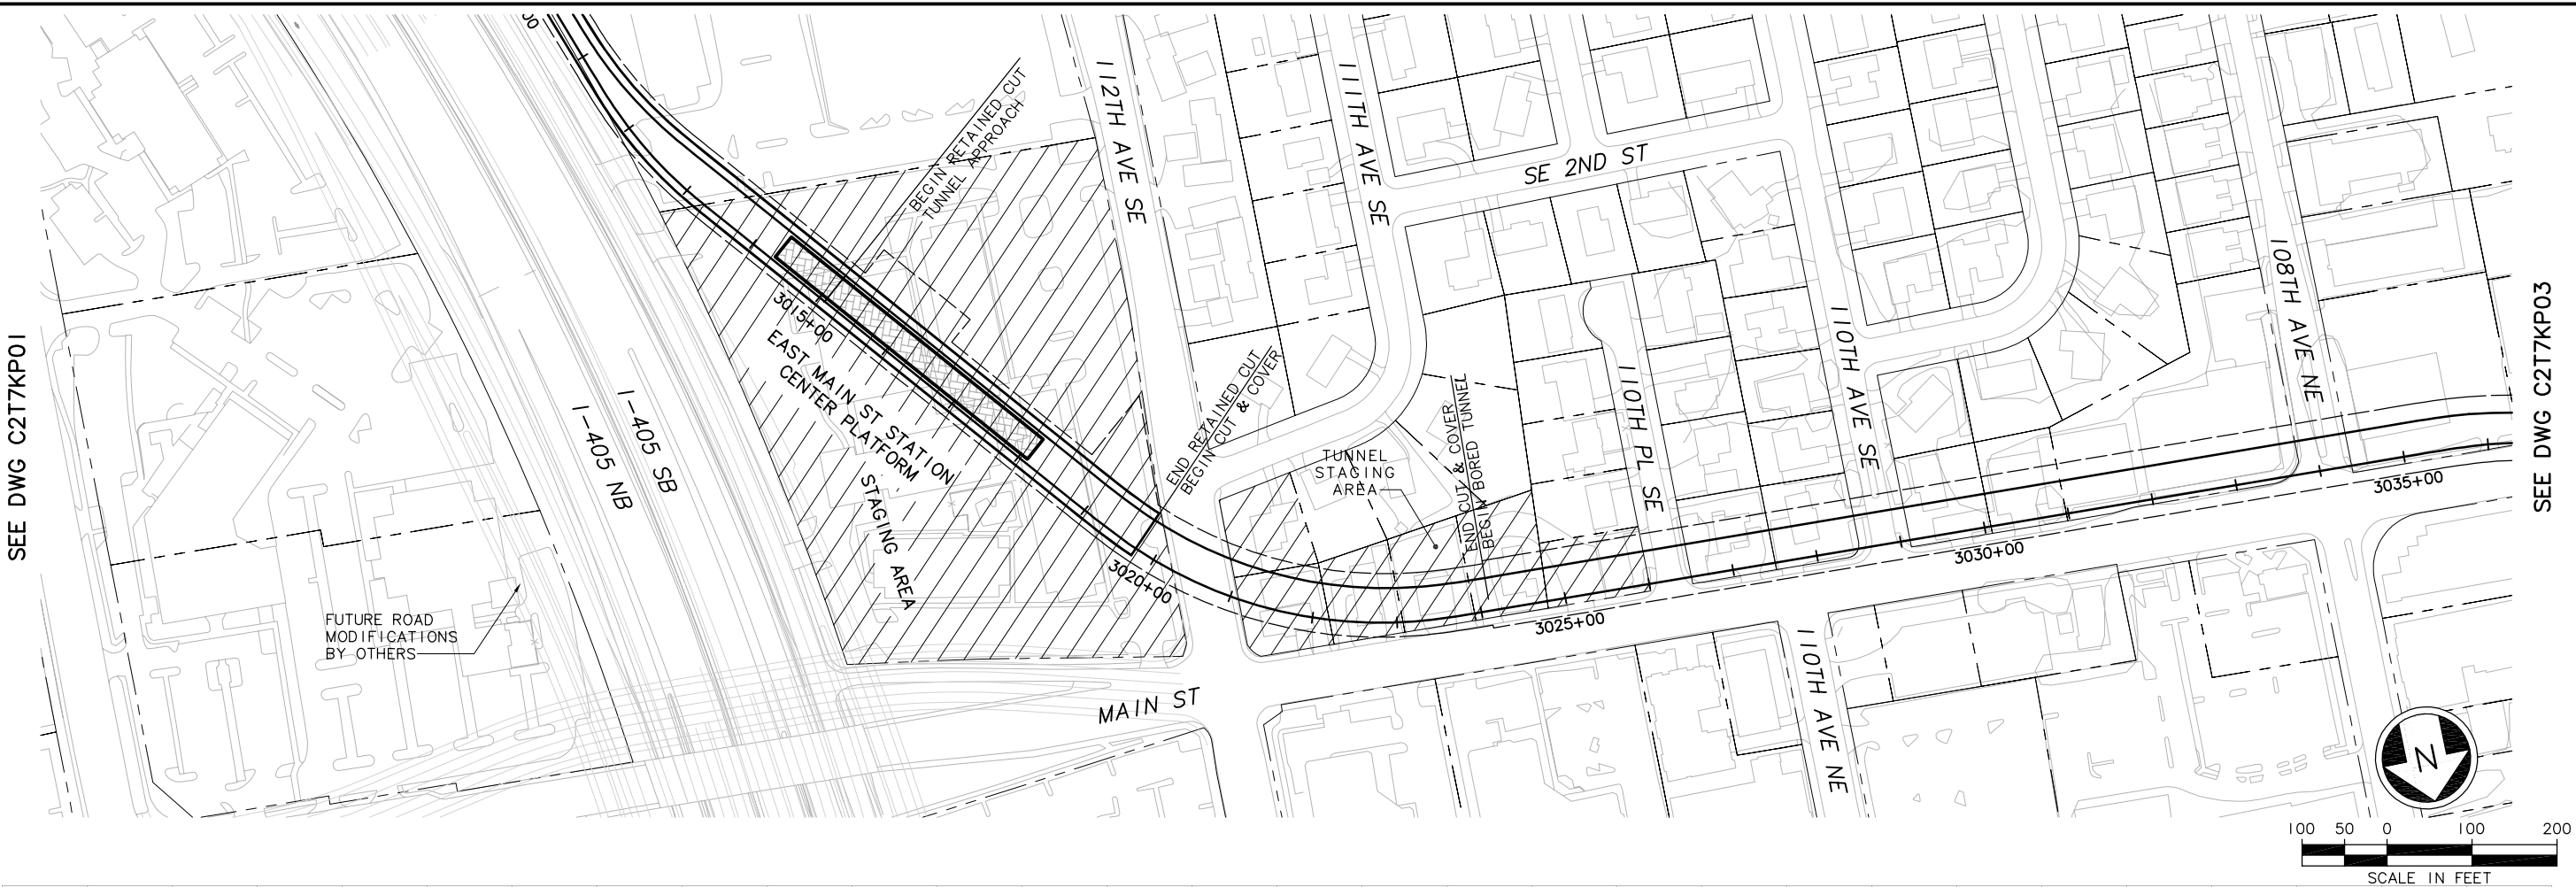 SEE DWG C2T7KP01
00
BEGIN RETAINED CUT
TUNNEL APPROACH
112TH AVE SE
111TH AVE SE
SE 2ND ST
110TH PL SE
110TH AVE SE
108TH AVE NE
SEE DWG C2T7KP03
3015+00
EAST MAIN ST STATION
CENTER PLATFORM
STAGING AREA
I-405 SB
I-405 NB
END RETAINED CUT
BEGIN CUT & COVER
TUNNEL
STAGING
AREA
END CUT & COVER
BEGIN BORED TUNNEL
3020+00
3025+00
3030+00
3035+00
FUTURE ROAD
MODIFICATIONS
BY OTHERS
MAIN ST
110TH AVE NE
N
100 50 0 100 200
SCALE IN FEET